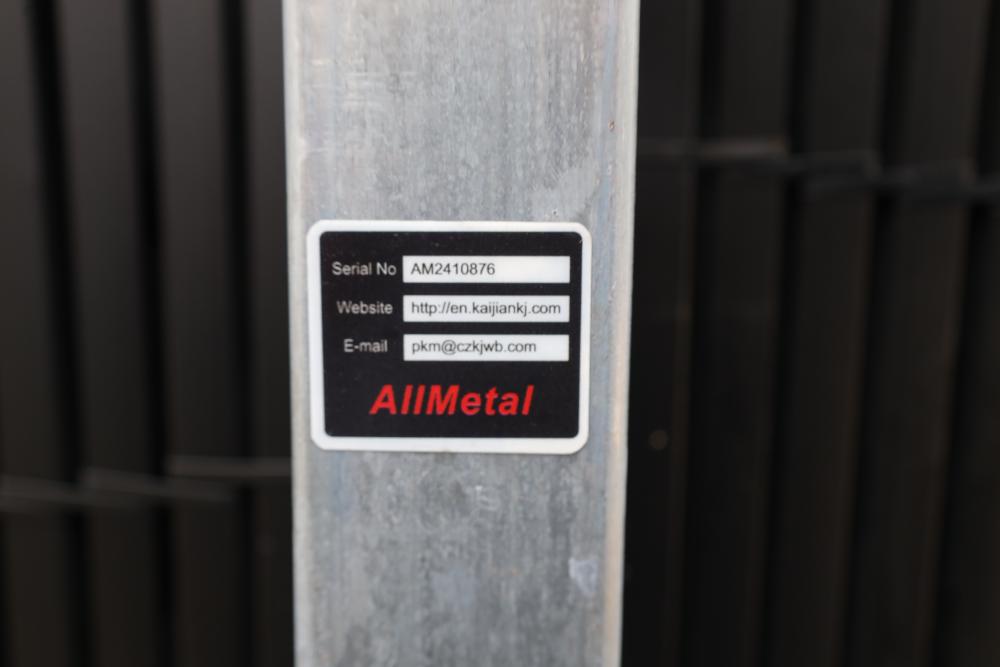 Serial No AM2410876
Website http://en.kaijiankj.com
E-mail pkm@czkjwb.com
AllMetal